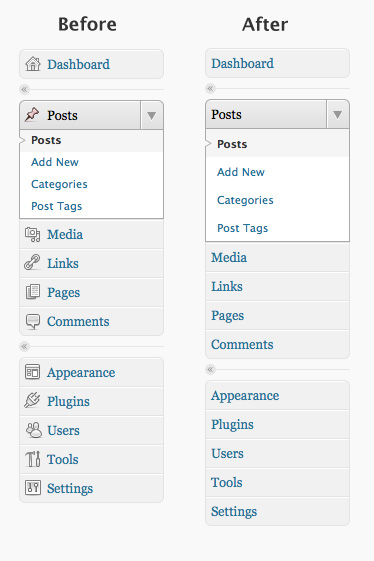 Before
Dashboard
Posts
Posts
Add New
Categories
Post Tags
Media
Links
Pages
Comments
Appearance
Plugins
Users
Tools
Settings
After
Dashboard
Posts
Posts
Add New
Categories
Post Tags
Media
Links
Pages
Comments
Appearance
Plugins
Users
Tools
Settings